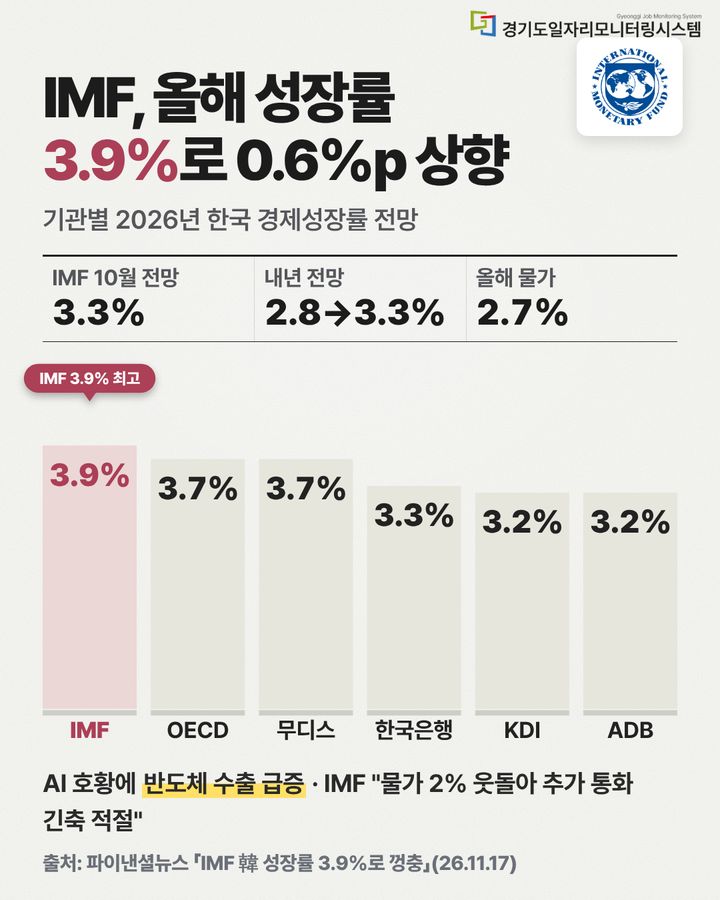 Gyeonggi Job Monitoring System
경기도일자리모니터링시스템
INTERNATIONAL
MONETARY FUND
IMF, 올해 성장률
3.9%로 0.6%p 상향
기관별 2026년 한국 경제성장률 전망
IMF 10월 전망
3.3%
내년 전망
2.8→3.3%
올해 물가
2.7%
IMF 3.9% 최고
3.9%
3.7%
3.7%
3.3%
3.2%
3.2%
IMF
OECD
무디스
한국은행
KDI
ADB
AI 호황에 반도체 수출 급증 · IMF "물가 2% 웃돌아 추가 통화
긴축 적절"
출처: 파이낸셜뉴스 「IMF 韓 성장률 3.9%로 껑충」(26.11.17)